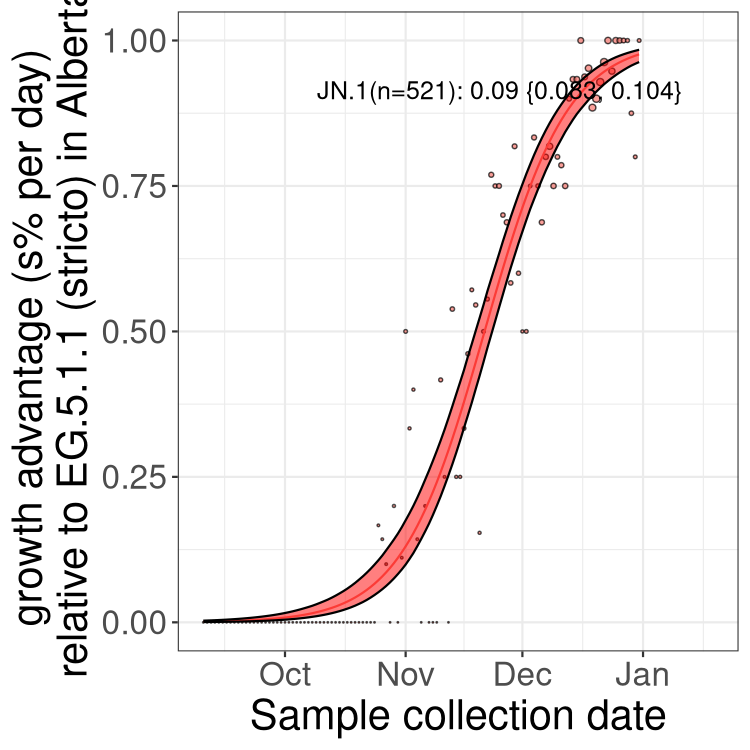 growth advantage (s% per day)
relative to EG.5.1.1 (stricto) in Alberta
1.00
0.75
0.50
0.25
0.00
JN.1(n=521): 0.09 {0.083, 0.104}
Oct Nov Dec Jan
Sample collection date